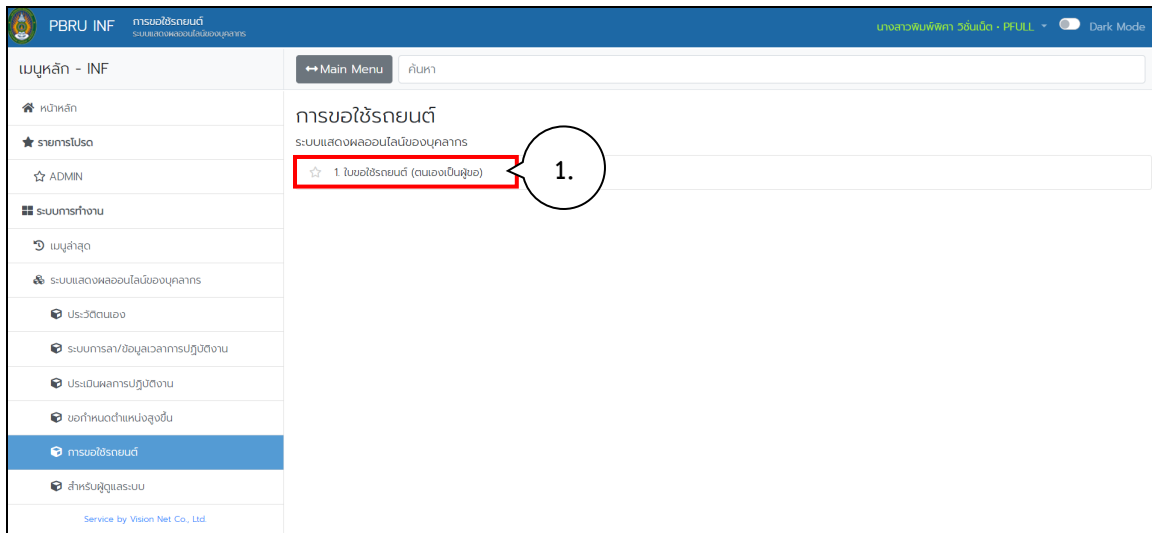 PBRU INF
การขอใช้รถยนต์
ระบบแสดงผลออนไลน์ของบุคลากร
นางสาวพิมพ์พิศา วิชั่นเน็ต • PFULL
Dark Mode
เมนูหลัก - INF
Main Menu
ค้นหา
หน้าหลัก
รายการโปรด
ADMIN
ระบบการทำงาน
เมนูล่าสุด
ระบบแสดงผลออนไลน์ของบุคลากร
ประวัติตนเอง
ระบบการลา/ข้อมูลเวลาการปฏิบัติงาน
ประเมินผลการปฏิบัติงาน
ขอกำหนดตำแหน่งสูงขึ้น
การขอใช้รถยนต์
สำหรับผู้ดูแลระบบ
Service by Vision Net Co., Ltd.
การขอใช้รถยนต์
ระบบแสดงผลออนไลน์ของบุคลากร
1. ใบขอใช้รถยนต์ (ตนเองเป็นผู้ขอ)
1.